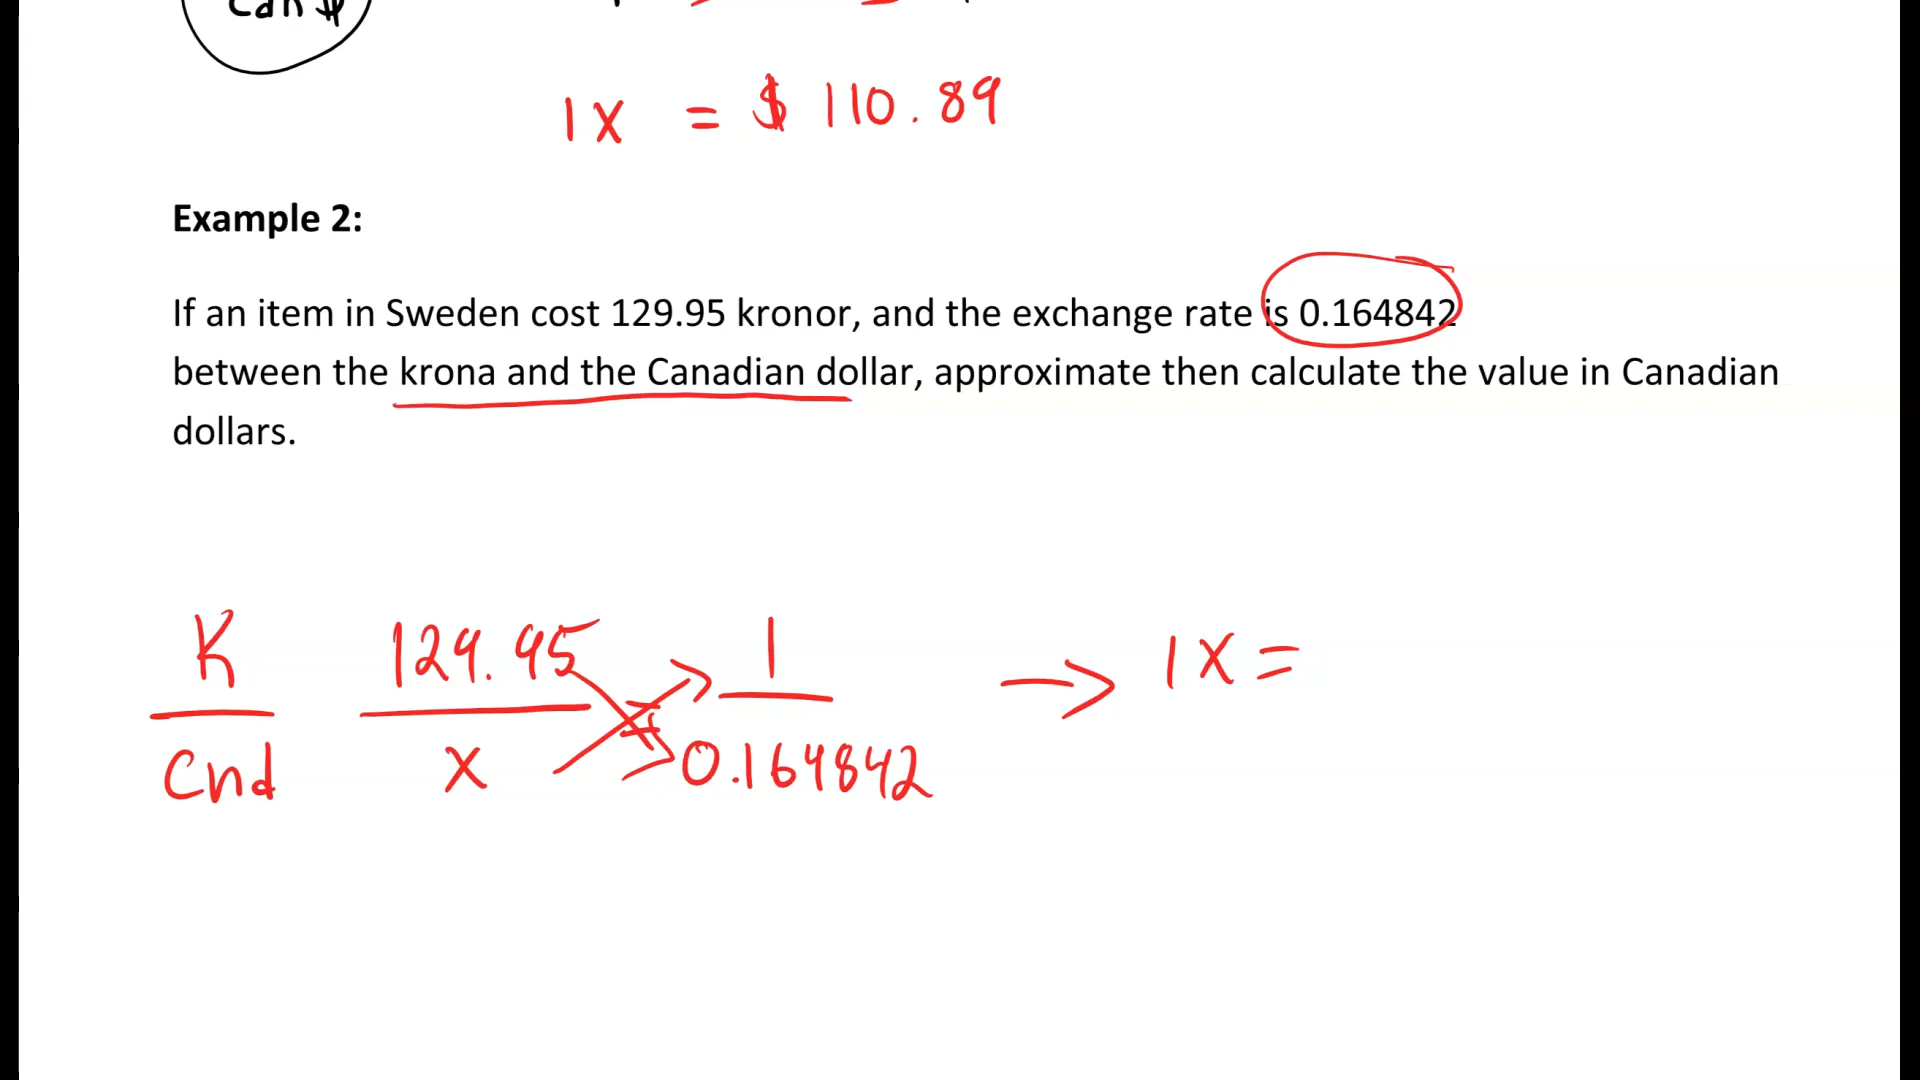 Can $
1X = $ 110.89
Example 2:
If an item in Sweden cost 129.95 kronor, and the exchange rate is 0.164842
between the krona and the Canadian dollar, approximate then calculate the value in Canadian
dollars.
K 129.95 1 → 1X =
Cnd x = 0.164842